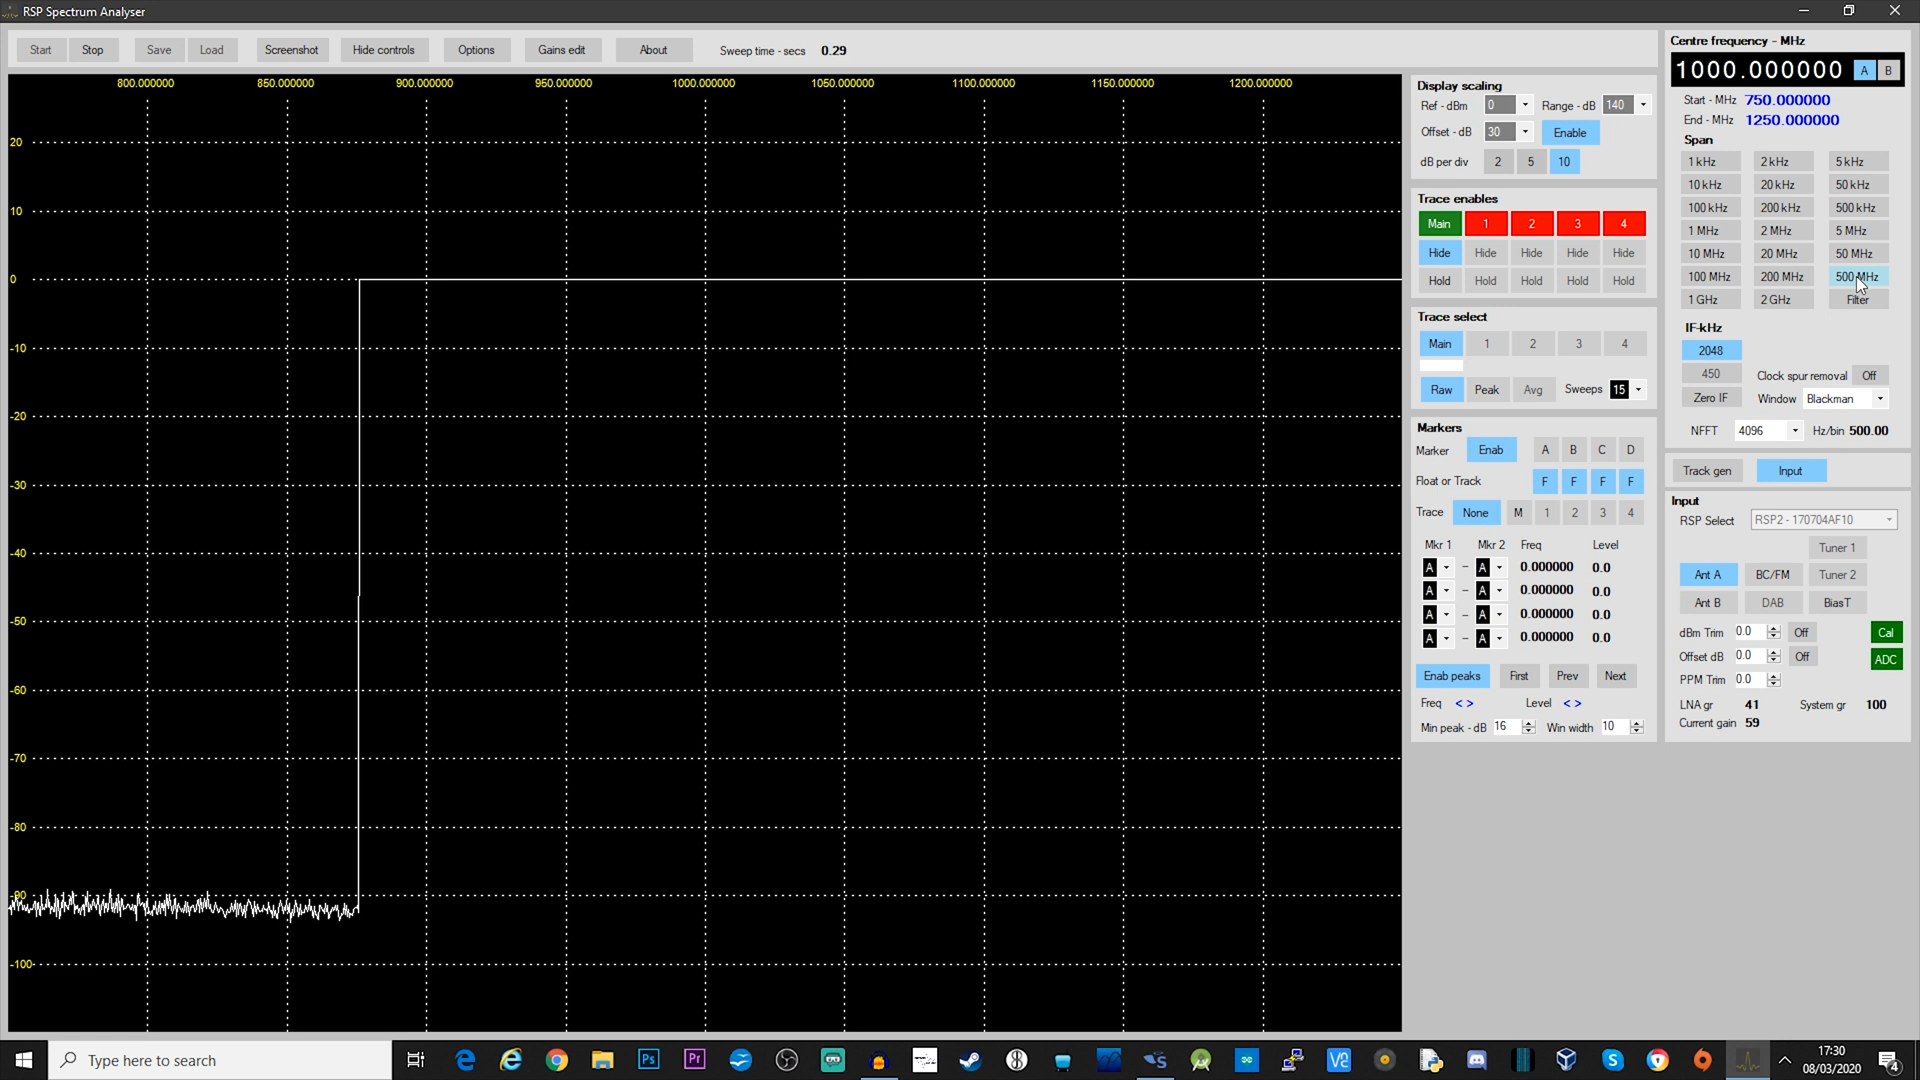 RSP Spectrum Analyser
Start Stop Save Load Screenshot Hide controls Options Gains edit About Sweep time - secs 0.29
800.000000 850.000000 900.000000 950.000000 1000.000000 1050.000000 1100.000000 1150.000000 1200.000000
20
10
0
-10
-20
-30
-40
-50
-60
-70
-80
-90
-100
Display scaling
Ref - dBm 0 Range - dB 140
Offset - dB 30 Enable
dB per div 2 5 10
Trace enables
Main 1 2 3 4
Hide Hide Hide Hide Hide
Hold Hold Hold Hold Hold
Trace select
Main 1 2 3 4
Raw Peak Avg Sweeps 15
Markers
Marker Enab A B C D
Float or Track F F F F
Trace None M 1 2 3 4
Mkr 1 Mkr 2 Freq Level
A - A 0.000000 0.0
A - A 0.000000 0.0
A - A 0.000000 0.0
A - A 0.000000 0.0
Enab peaks First Prev Next
Freq < > Level < >
Min peak - dB 16 Win width 10
Centre frequency - MHz
1000.000000 A B
Start - MHz 750.000000
End - MHz 1250.000000
Span
1 kHz 2 kHz 5 kHz
10 kHz 20 kHz 50 kHz
100 kHz 200 kHz 500 kHz
1 MHz 2 MHz 5 MHz
10 MHz 20 MHz 50 MHz
100 MHz 200 MHz 500 MHz
1 GHz 2 GHz Filter
IF-kHz
2048
450 Clock spur removal Off
Zero IF Window Blackman
NFFT 4096 Hz/bin 500.00
Track gen Input
Input
RSP Select RSP2 - 170704AF10
Tuner 1
Ant A BC/FM Tuner 2
Ant B DAB BiasT
dBm Trim 0.0 Off Cal
Offset dB 0.0 Off ADC
PPM Trim 0.0
LNA gr 41 System gr 100
Current gain 59
Type here to search
Ps Pr
17:30
08/03/2020
4